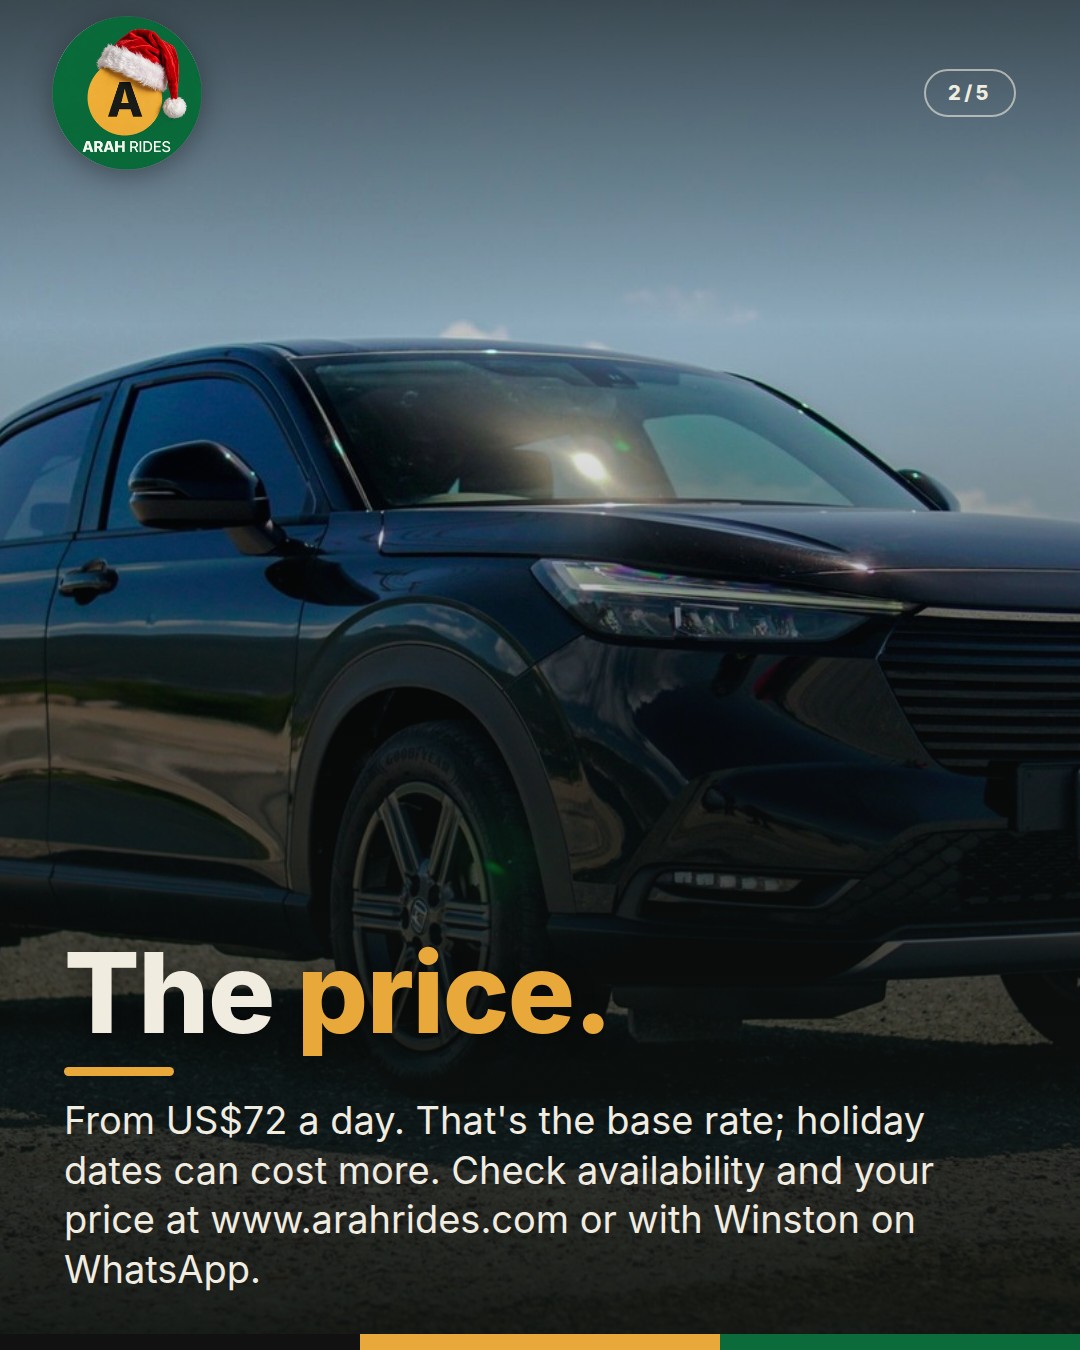 A
ARAH RIDES
2/5
GOODYEAR
The price.
From US$72 a day. That's the base rate; holiday
dates can cost more. Check availability and your
price at www.arahrides.com or with Winston on
WhatsApp.